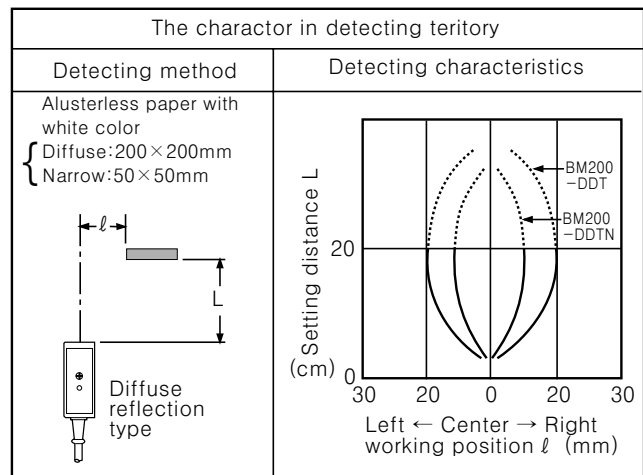 The charactor in detecting teritory
Detecting method
Detecting characteristics
Alusterless paper with
white color
Diffuse:200×200mm
Narrow:50×50mm
ℓ
L
Diffuse
reflection
type
Setting distance L
(cm)
20
0
BM200
-DDT
BM200
-DDTN
30 20 0 20 30
Left ← Center → Right
working position ℓ (mm)